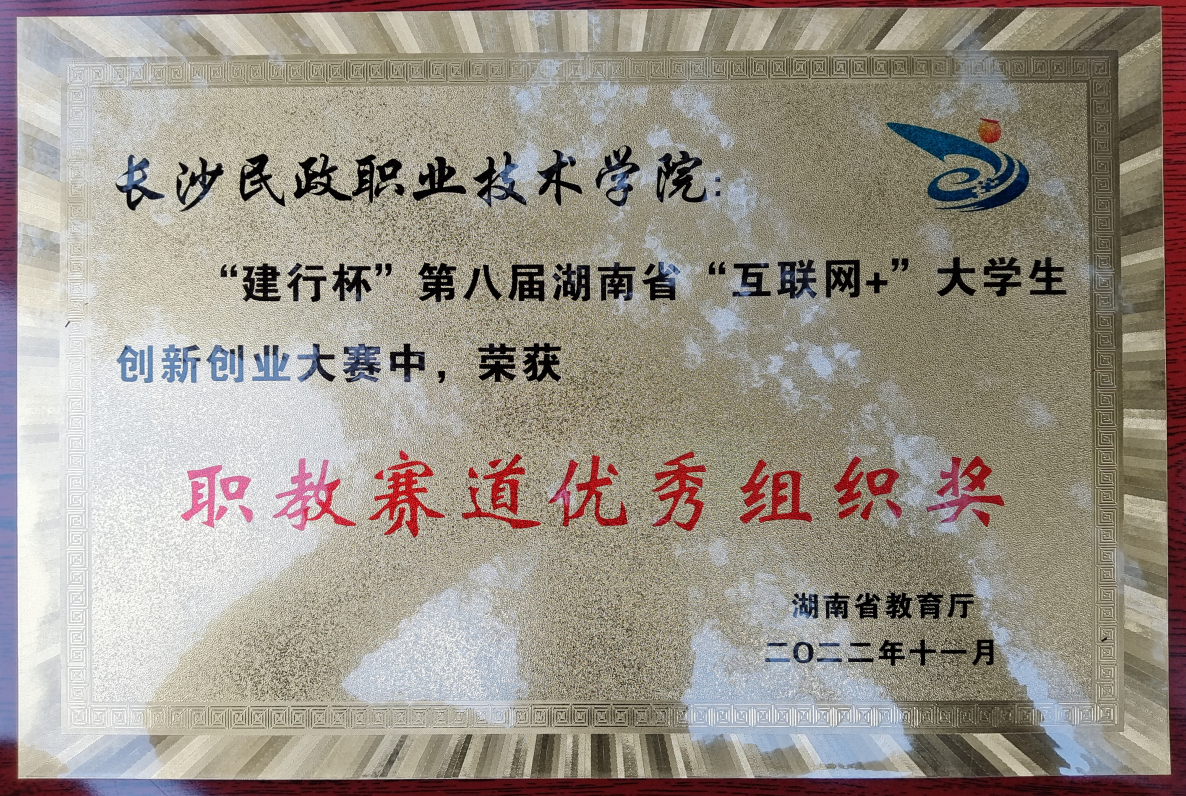 长沙民政职业技术学院：
“建行杯”第八届湖南省“互联网+”大学生
创新创业大赛中，荣获
职教赛道优秀组织奖
湖南省教育厅
二〇二二年十一月